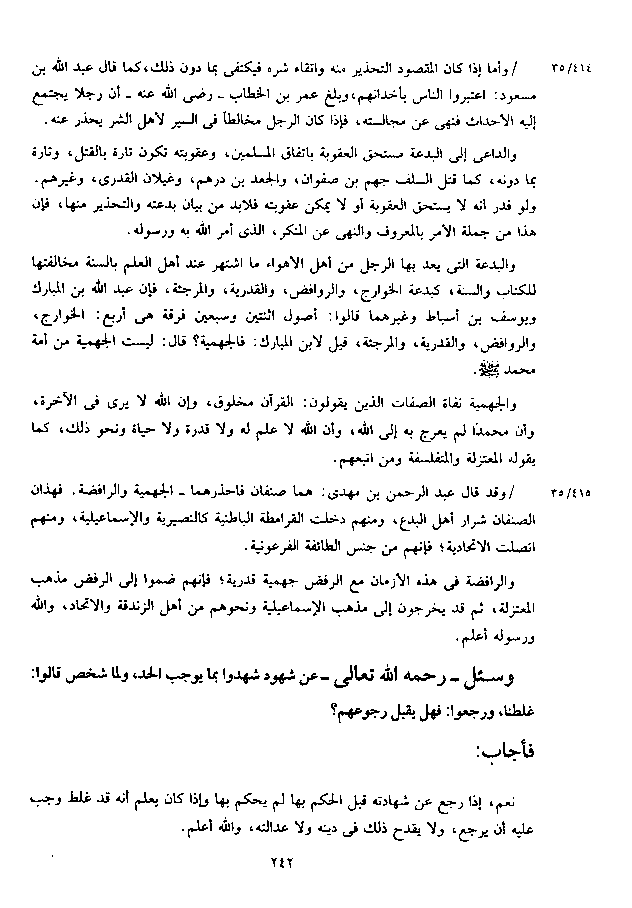 ٣٥/٤١٤ / وأما إذا كان المقصود التحذير منه واتقاء شره فيكتفى بما دون ذلك، كما قال عبد الله بن
مسعود: اعتبروا الناس بأخدانهم، وبلغ عمر بن الخطاب ـ رضى الله عنه ـ أن رجلا يجتمع
إليه الأحداث فنهى عن مجالسته، فإذا كان الرجل مخالطاً فى السير لأهل الشر يحذر عنه.
والداعى إلى البدعة مستحق العقوبة باتفاق المسلمين، وعقوبته تكون تارة بالقتل، وتارة
بما دونه، كما قتل السلف جهم بن صفوان، والجعد بن درهم، وغيلان القدرى، وغيرهم.
ولو قدر أنه لا يستحق العقوبة أو لا يمكن عقوبته فلابد من بيان بدعته والتحذير منها، فإن
هذا من جملة الأمر بالمعروف والنهى عن المنكر، الذى أمر الله به ورسوله.
والبدعة التى يعد بها الرجل من أهل الأهواء ما اشتهر عند أهل العلم بالسنة مخالفتها
للكتاب والسنة، كبدعة الخوارج، والروافض، والقدرية، والمرجئة، فإن عبد الله بن المبارك
ويوسف بن أسباط وغيرهما قالوا: أصول اثنتين وسبعين فرقة هى أربع: الخوارج،
والروافض، والقدرية، والمرجئة، قيل لابن المبارك: فالجهمية؟ قال: ليست الجهمية من أمة
محمد ﷺ.
والجهمية نفاة الصفات الذين يقولون: القرآن مخلوق، وإن الله لا يرى فى الآخرة،
وأن محمدًا لم يعرج به إلى الله، وأن الله لا علم له ولا قدرة ولا حياة ونحو ذلك، كما
يقوله المعتزلة والمتفلسفة ومن اتبعهم.
٣٥/٤١٥ / وقد قال عبد الرحمن بن مهدى: هما صنفان فاحذرهما ـ الجهمية والرافضة. فهذان
الصنفان شرار أهل البدع، ومنهم دخلت القرامطة الباطنية كالنصيرية والإسماعيلية، ومنهم
اتصلت الاتحادية؛ فإنهم من جنس الطائفة الفرعونية.
والرافضة فى هذه الأزمان مع الرفض جهمية قدرية؛ فإنهم ضموا إلى الرفض مذهب
المعتزلة، ثم قد يخرجون إلى مذهب الإسماعيلية ونحوهم من أهل الزندقة والاتحاد، والله
ورسوله أعلم.
وسئل ـ رحمه الله تعالى ـ عن شهود شهدوا بما يوجب الحد، ولما شخص قالوا:
غلطنا، ورجعوا: فهل يقبل رجوعهم؟
فأجاب:
نعم، إذا رجع عن شهادته قبل الحكم بها لم يحكم بها وإذا كان يعلم أنه قد غلط وجب
عليه أن يرجع، ولا يقدح ذلك فى دينه ولا عدالته، والله أعلم.
٢٤٢